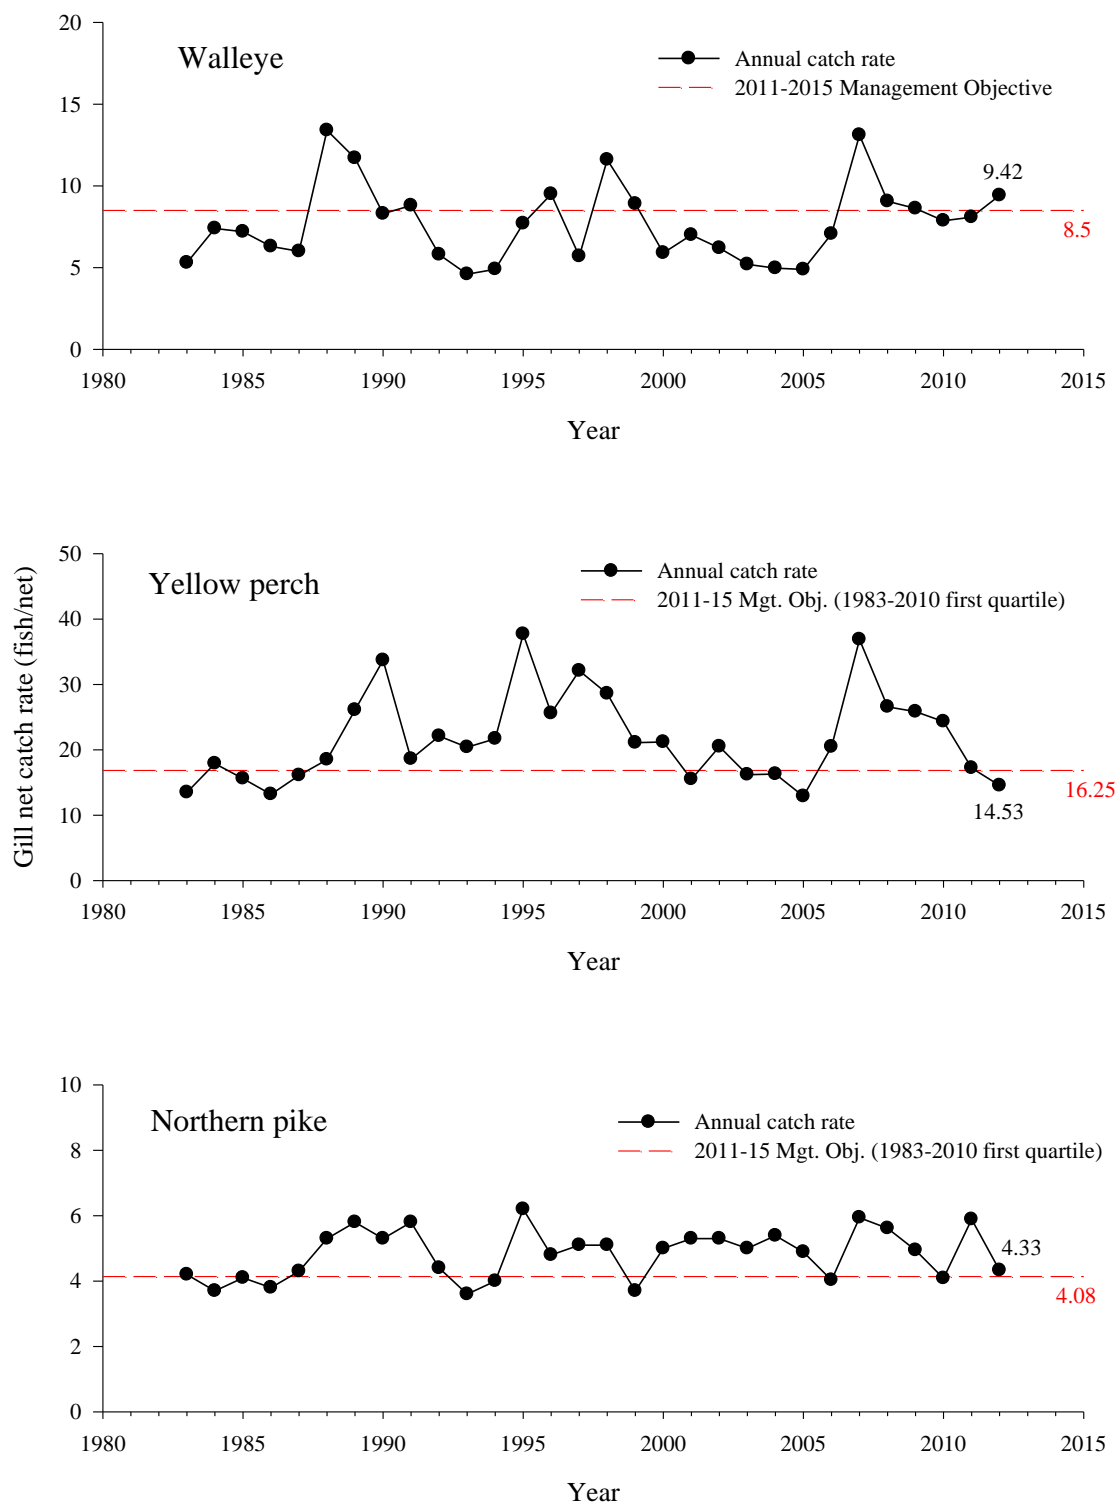 Walleye
Annual catch rate
2011-2015 Management Objective
20
15
10
5
0
9.42
8.5
1980 1985 1990 1995 2000 2005 2010 2015
Year
Gill net catch rate (fish/net)
Yellow perch
Annual catch rate
2011-15 Mgt. Obj. (1983-2010 first quartile)
50
40
30
20
10
0
16.25
14.53
1980 1985 1990 1995 2000 2005 2010 2015
Year
Northern pike
Annual catch rate
2011-15 Mgt. Obj. (1983-2010 first quartile)
10
8
6
4
2
0
4.33
4.08
1980 1985 1990 1995 2000 2005 2010 2015
Year